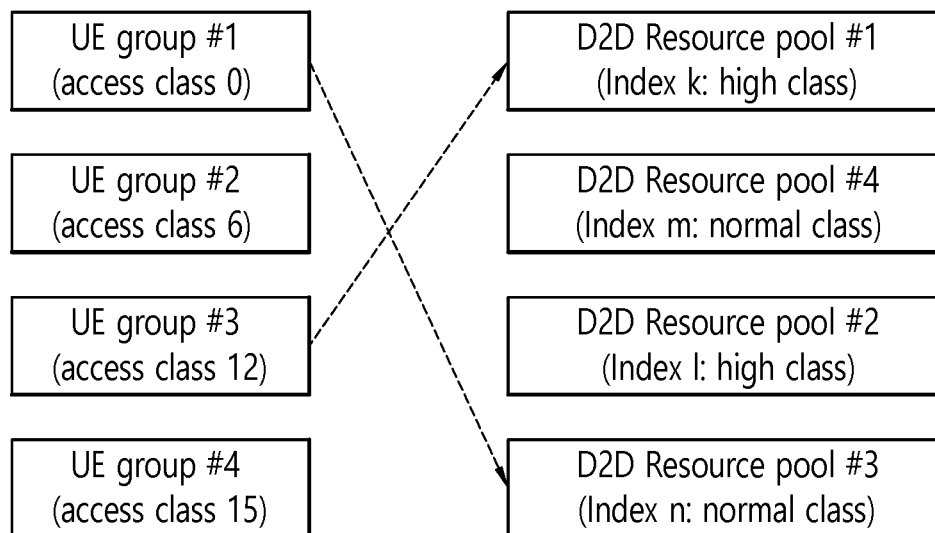 UE group #1
(access class 0)
UE group #2
(access class 6)
UE group #3
(access class 12)
UE group #4
(access class 15)
D2D Resource pool #1
(Index k: high class)
D2D Resource pool #4
(Index m: normal class)
D2D Resource pool #2
(Index l: high class)
D2D Resource pool #3
(Index n: normal class)